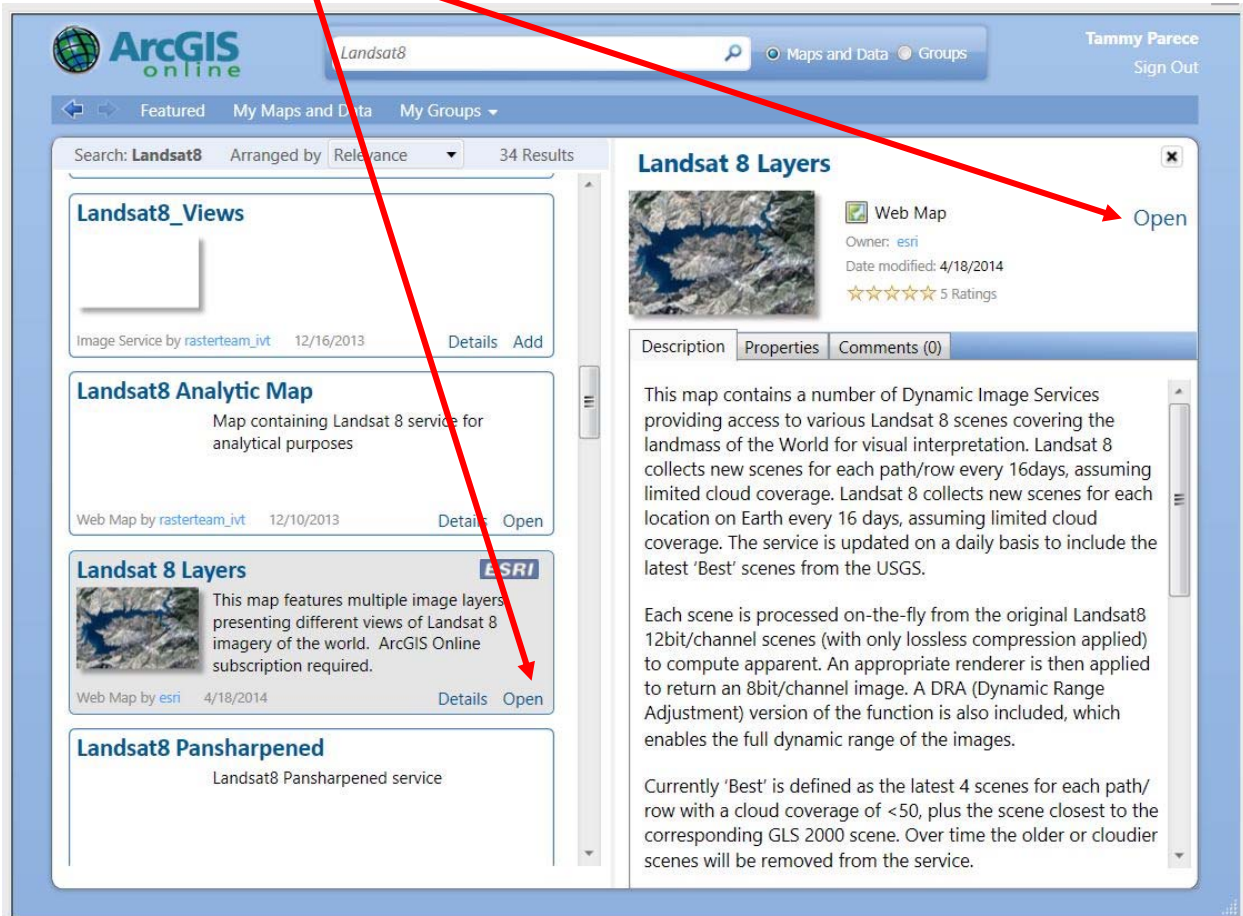 ArcGIS
online
Landsat8
Maps and Data
Groups
Tammy Parece
Sign Out
Featured
My Maps and Data
My Groups
Search: Landsat8
Arranged by
Relevance
34 Results
Landsat8_Views
Image Service by rasterteam_ivt 12/16/2013 Details Add
Landsat8 Analytic Map
Map containing Landsat 8 service for
analytical purposes
Web Map by rasterteam_ivt 12/10/2013 Details Open
Landsat 8 Layers
ESRI
This map features multiple image layers
presenting different views of Landsat 8
imagery of the world. ArcGIS Online
subscription required.
Web Map by esri 4/18/2014 Details Open
Landsat8 Pansharpened
Landsat8 Pansharpened service
Landsat 8 Layers
Web Map
Open
Owner: esri
Date modified: 4/18/2014
5 Ratings
Description
Properties
Comments (0)
This map contains a number of Dynamic Image Services
providing access to various Landsat 8 scenes covering the
landmass of the World for visual interpretation. Landsat 8
collects new scenes for each path/row every 16days, assuming
limited cloud coverage. Landsat 8 collects new scenes for each
location on Earth every 16 days, assuming limited cloud
coverage. The service is updated on a daily basis to include the
latest ‘Best’ scenes from the USGS.
Each scene is processed on-the-fly from the original Landsat8
12bit/channel scenes (with only lossless compression applied)
to compute apparent. An appropriate renderer is then applied
to return an 8bit/channel image. A DRA (Dynamic Range
Adjustment) version of the function is also included, which
enables the full dynamic range of the images.
Currently ‘Best’ is defined as the latest 4 scenes for each path/
row with a cloud coverage of <50, plus the scene closest to the
corresponding GLS 2000 scene. Over time the older or cloudier
scenes will be removed from the service.